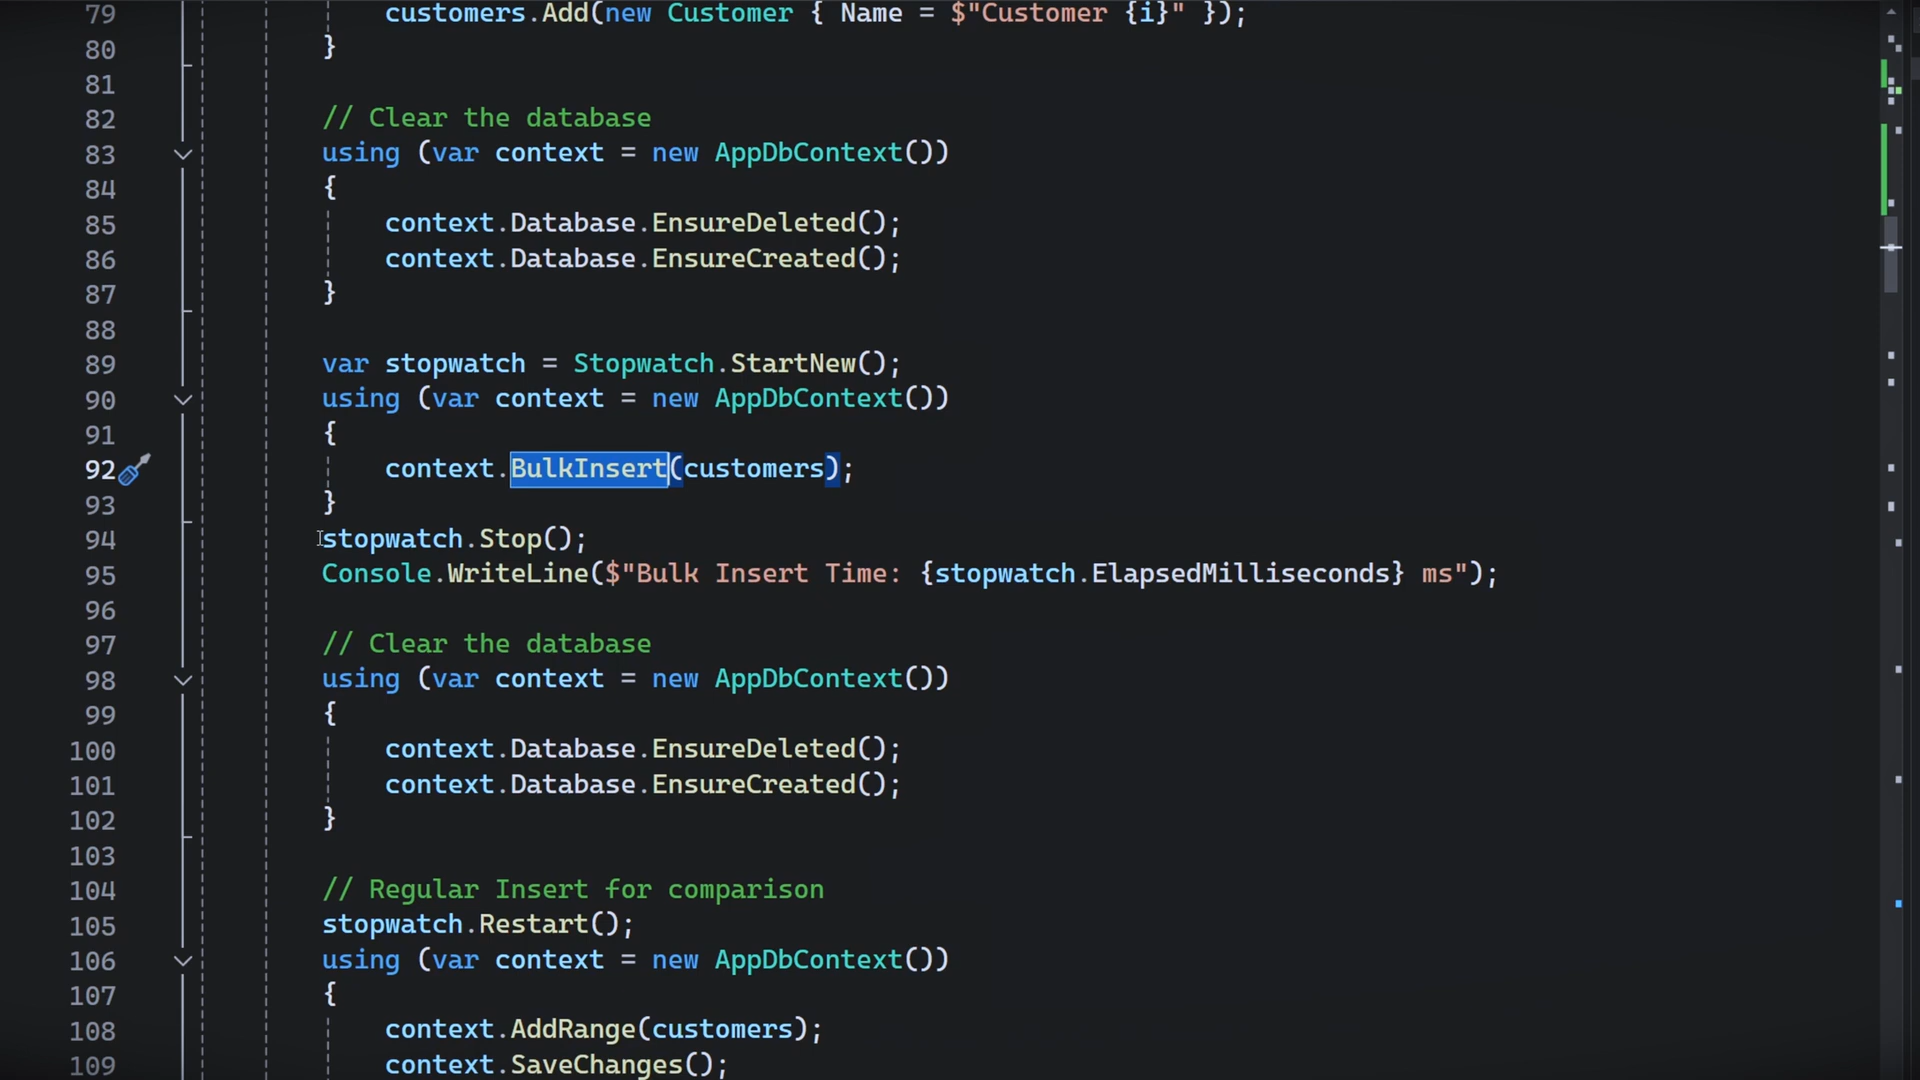 79 customers.Add(new Customer { Name = $"Customer {i}" });
80 }
81
82 // Clear the database
83 using (var context = new AppDbContext())
84 {
85 context.Database.EnsureDeleted();
86 context.Database.EnsureCreated();
87 }
88
89 var stopwatch = Stopwatch.StartNew();
90 using (var context = new AppDbContext())
91 {
92 context.BulkInsert(customers);
93 }
94 stopwatch.Stop();
95 Console.WriteLine($"Bulk Insert Time: {stopwatch.ElapsedMilliseconds} ms");
96
97 // Clear the database
98 using (var context = new AppDbContext())
99 {
100 context.Database.EnsureDeleted();
101 context.Database.EnsureCreated();
102 }
103
104 // Regular Insert for comparison
105 stopwatch.Restart();
106 using (var context = new AppDbContext())
107 {
108 context.AddRange(customers);
109 context.SaveChanges();